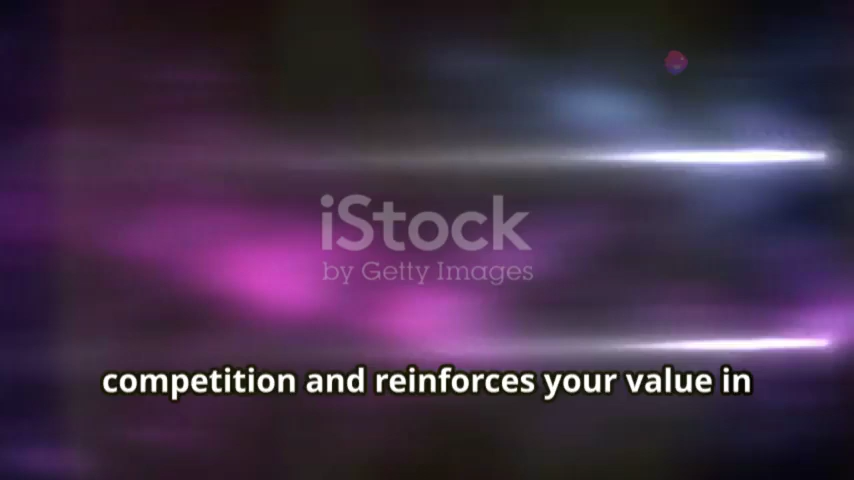 iStock
by Getty Images
competition and reinforces your value in